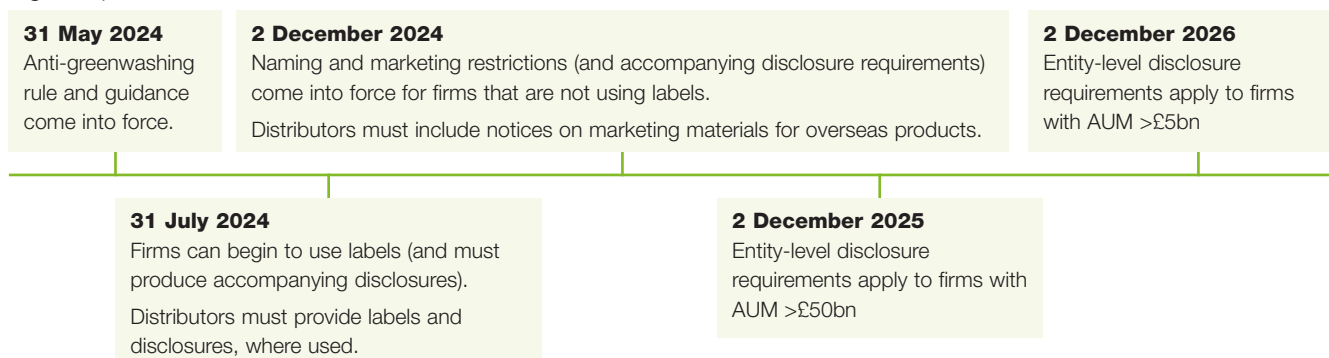 31 May 2024
Anti-greenwashing
rule and guidance
come into force.
2 December 2024
Naming and marketing restrictions (and accompanying disclosure requirements)
come into force for firms that are not using labels.
Distributors must include notices on marketing materials for overseas products.
2 December 2026
Entity-level disclosure
requirements apply to firms
with AUM >£5bn
31 July 2024
Firms can begin to use labels (and must
produce accompanying disclosures).
Distributors must provide labels and
disclosures, where used.
2 December 2025
Entity-level disclosure
requirements apply to firms with
AUM >£50bn